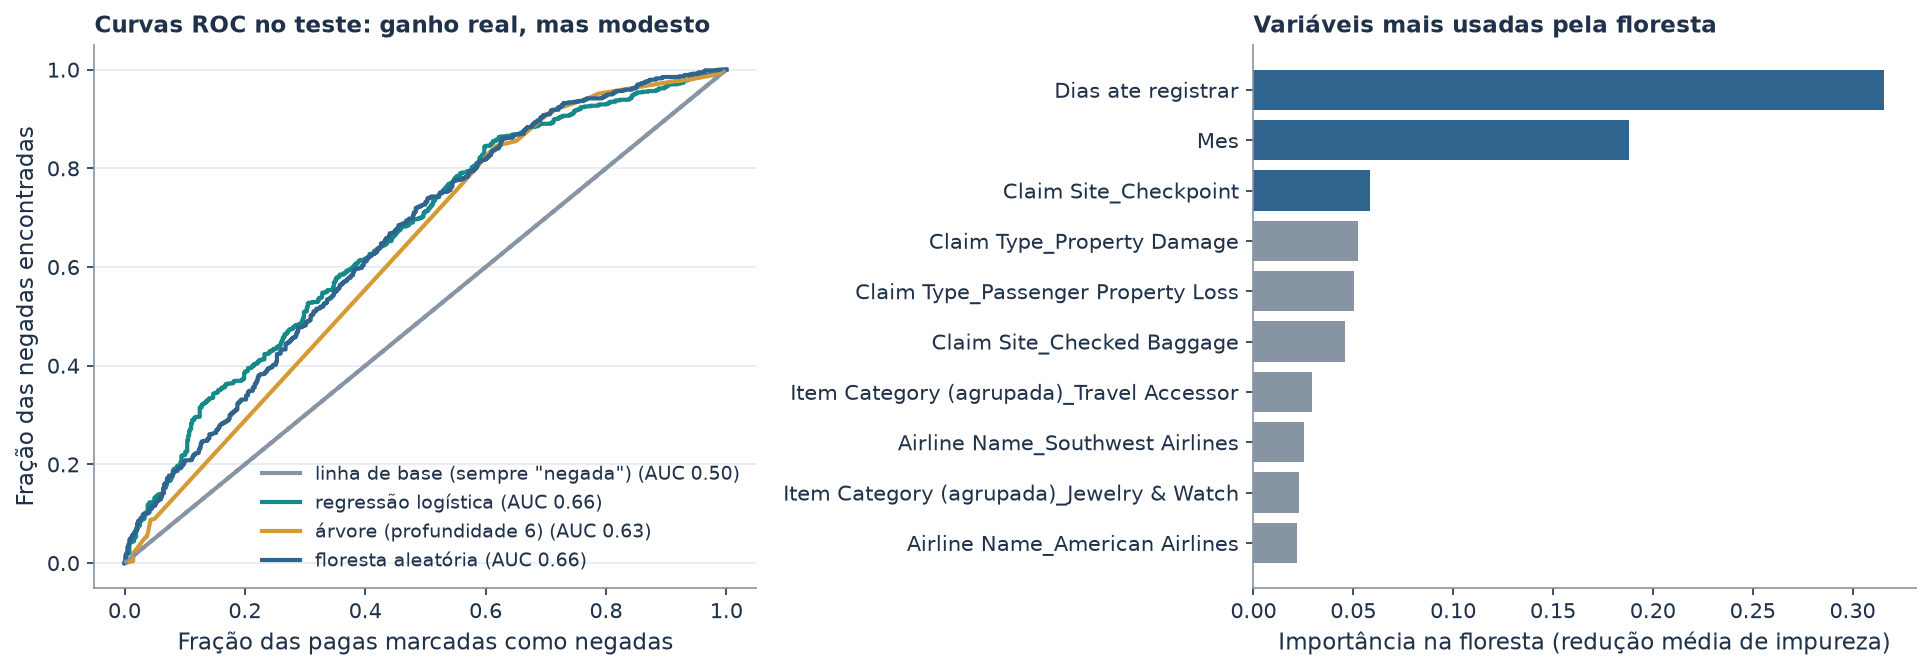 Curvas ROC no teste: ganho real, mas modesto
Fração das negadas encontradas
1.0
0.8
0.6
0.4
0.2
0.0
linha de base (sempre "negada") (AUC 0.50)
regressão logística (AUC 0.66)
árvore (profundidade 6) (AUC 0.63)
floresta aleatória (AUC 0.66)
0.0 0.2 0.4 0.6 0.8 1.0
Fração das pagas marcadas como negadas
Variáveis mais usadas pela floresta
Dias ate registrar
Mes
Claim Site_Checkpoint
Claim Type_Property Damage
Claim Type_Passenger Property Loss
Claim Site_Checked Baggage
Item Category (agrupada)_Travel Accessor
Airline Name_Southwest Airlines
Item Category (agrupada)_Jewelry & Watch
Airline Name_American Airlines
0.00 0.05 0.10 0.15 0.20 0.25 0.30
Importância na floresta (redução média de impureza)